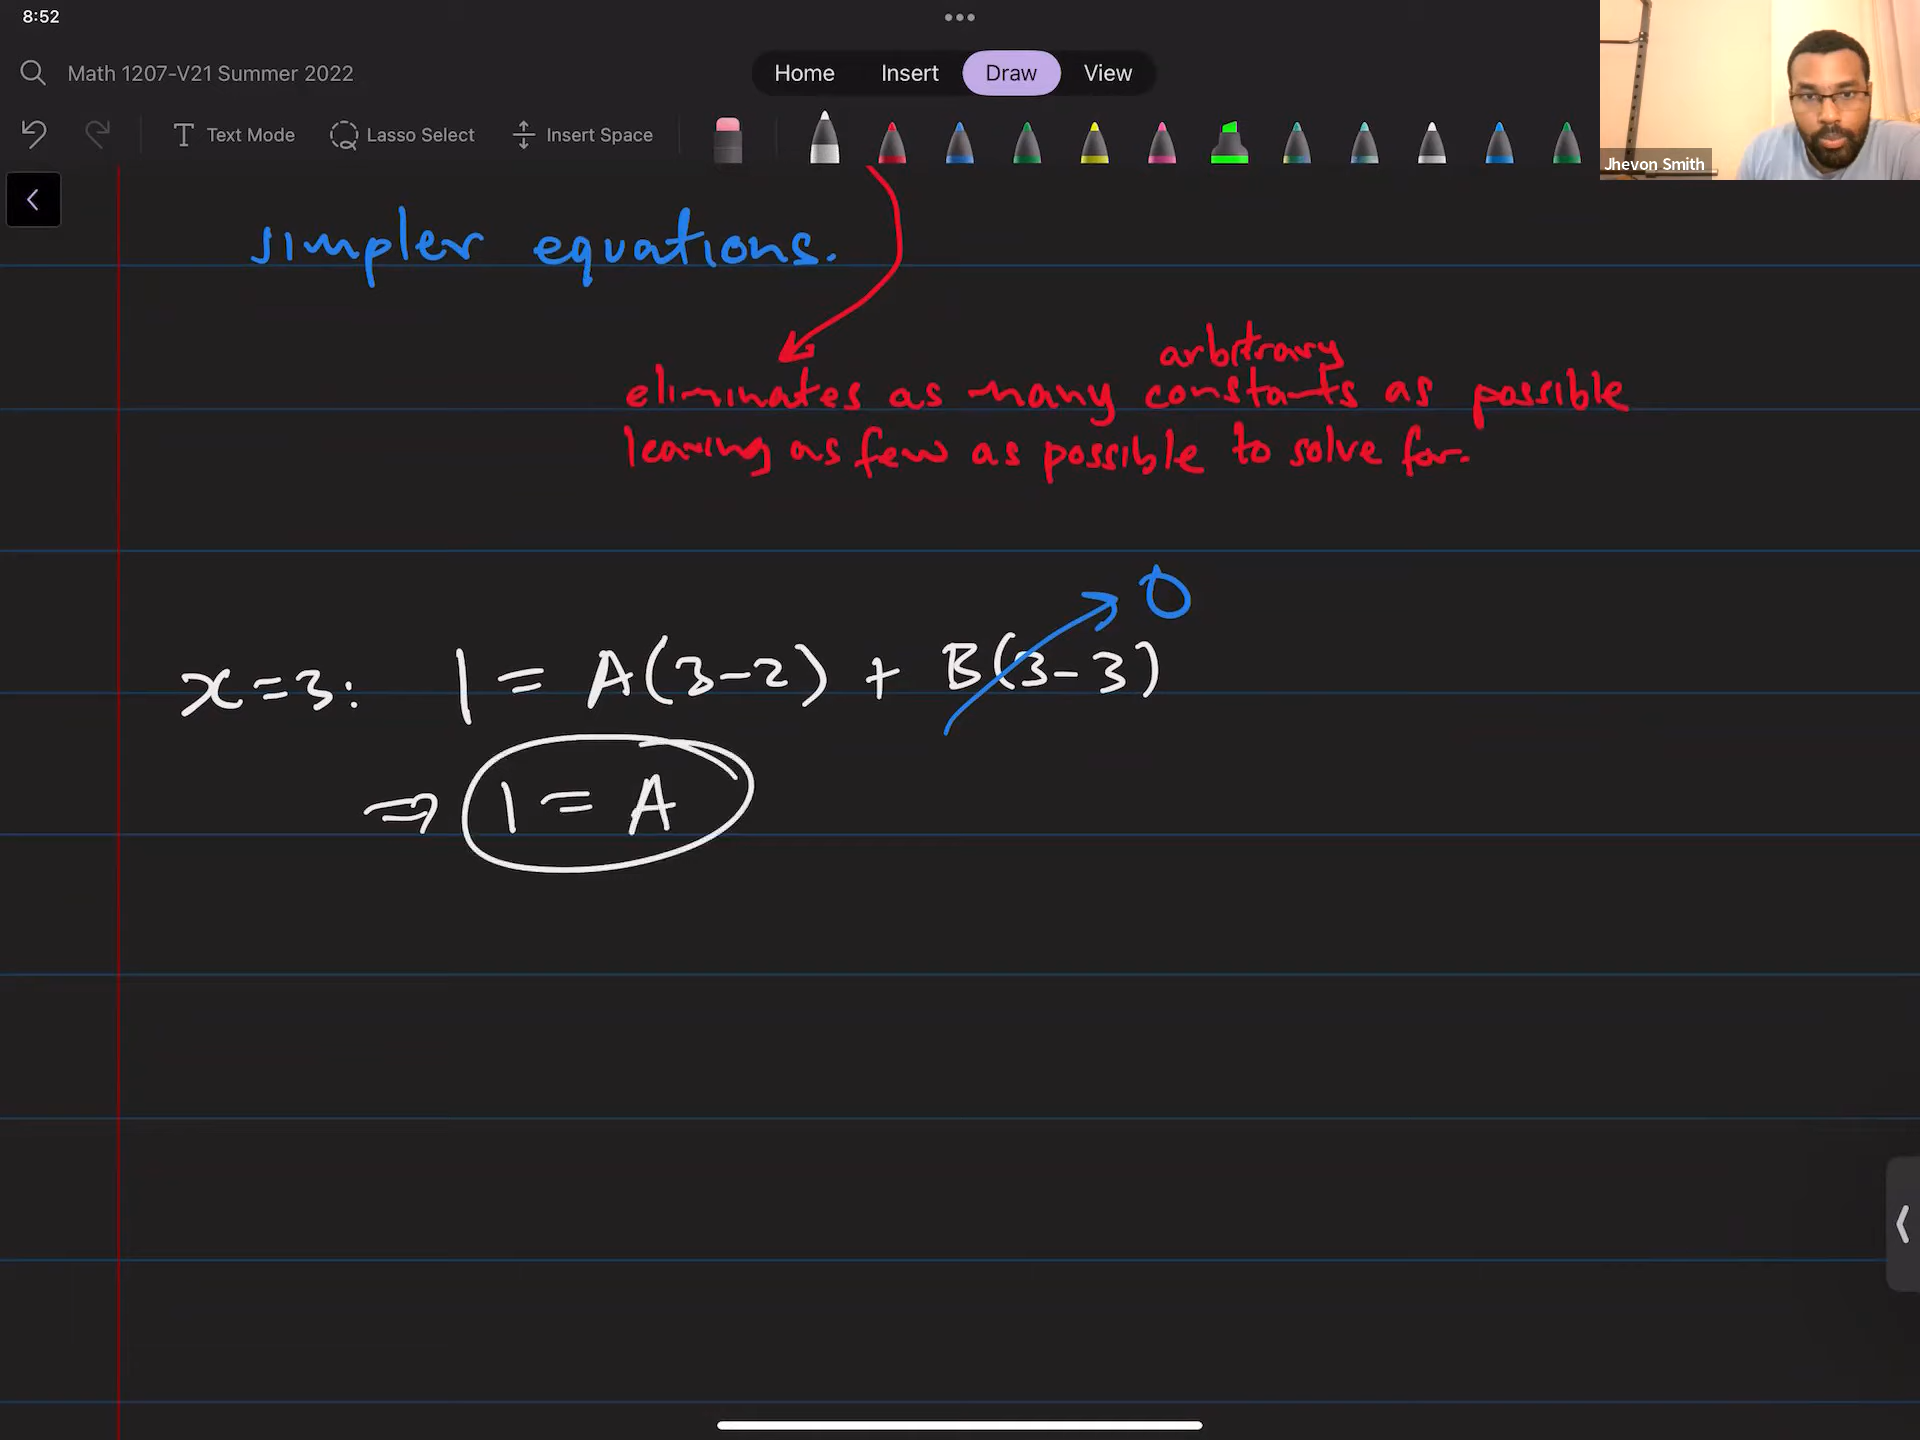 8:52
Math 1207-V21 Summer 2022
Home Insert Draw View
Text Mode Lasso Select Insert Space
Jhevon Smith
simpler equations.
arbitrary
eliminates as many constants as possible
leaving as few as possible to solve for.
0
x=3: 1 = A(3-2) + B(3-3)
⇒ 1 = A